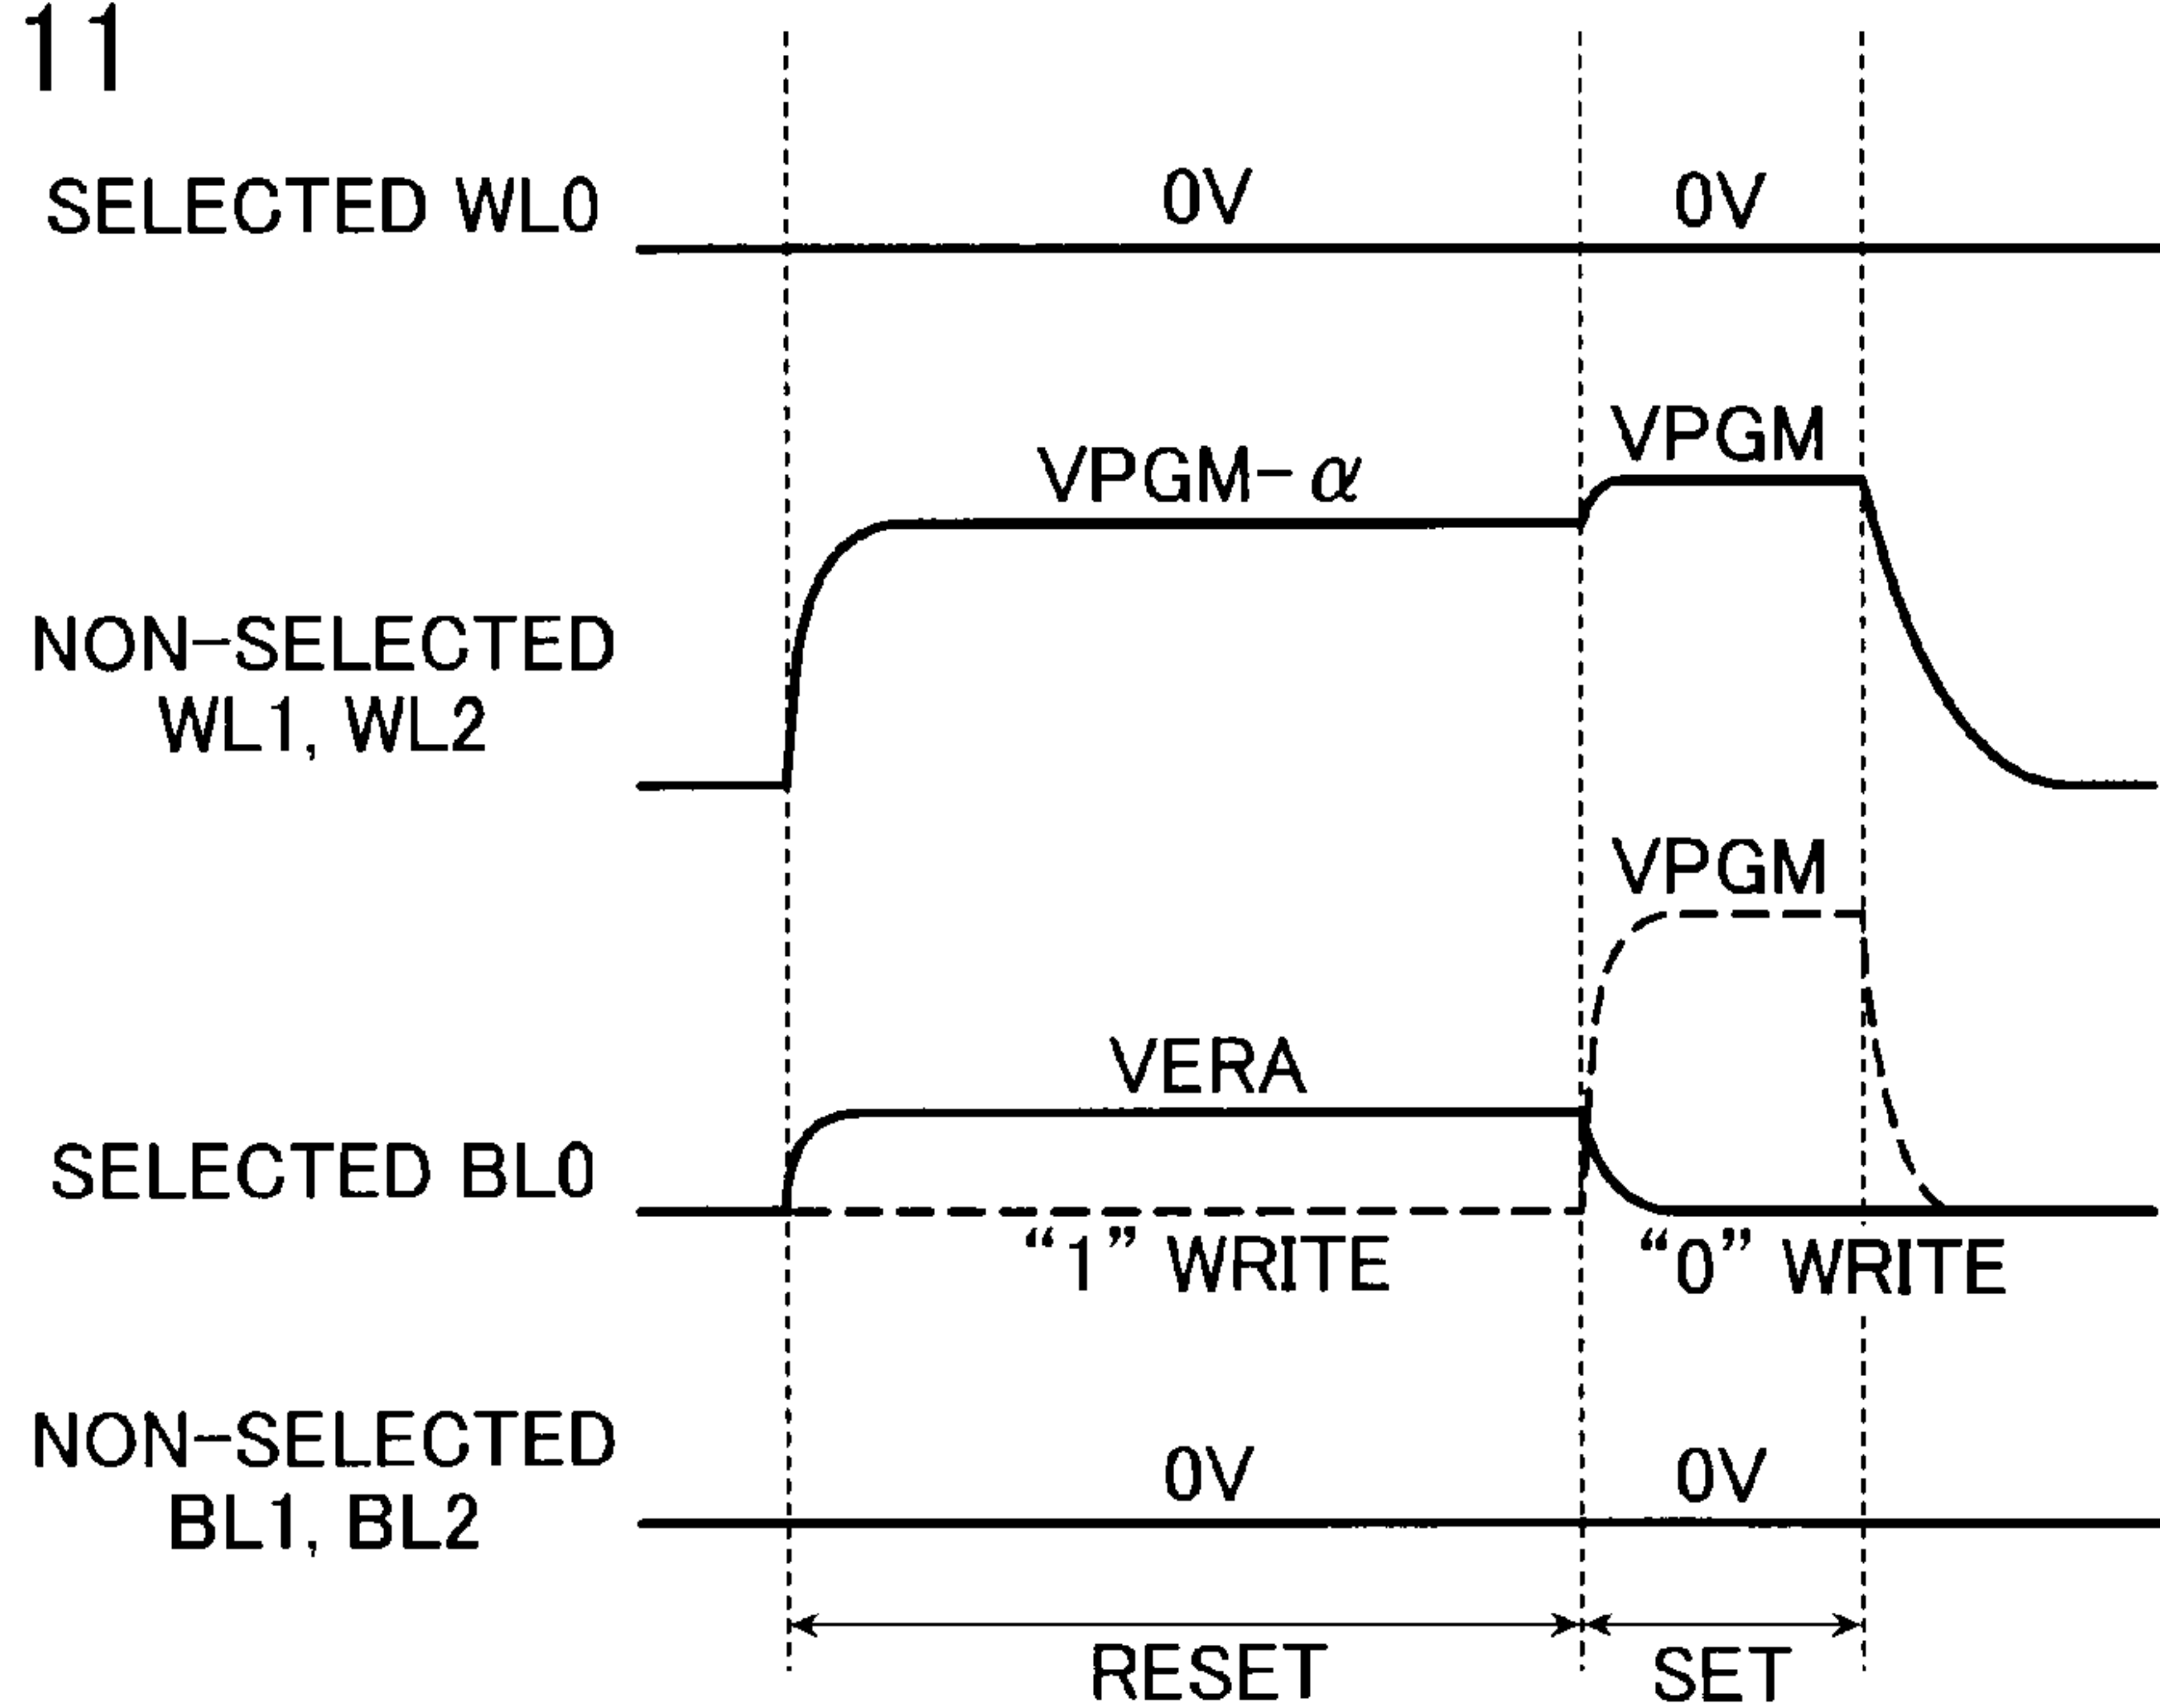 11
SELECTED WL0
0V
0V
VPGM-α
VPGM
NON-SELECTED
WL1, WL2
VPGM
VERA
SELECTED BL0
“1” WRITE
“0” WRITE
NON-SELECTED
BL1, BL2
0V
0V
RESET
SET